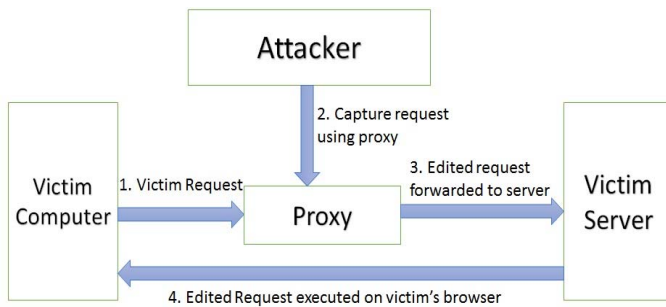 Attacker
2. Capture request
using proxy
Victim
Computer
1. Victim Request
Proxy
3. Edited request
forwarded to server
Victim
Server
4. Edited Request executed on victim's browser